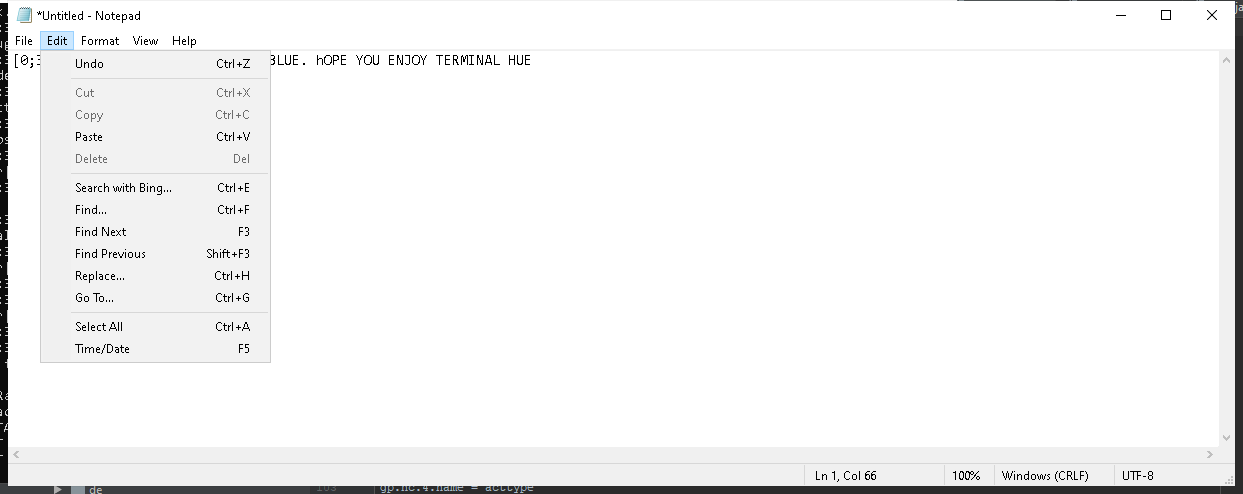 *Untitled - Notepad
File Edit Format View Help
[0;3 BLUE. hOPE YOU ENJOY TERMINAL HUE
Undo Ctrl+Z
Cut Ctrl+X
Copy Ctrl+C
Paste Ctrl+V
Delete Del
Search with Bing... Ctrl+E
Find... Ctrl+F
Find Next F3
Find Previous Shift+F3
Replace... Ctrl+H
Go To... Ctrl+G
Select All Ctrl+A
Time/Date F5
Ln 1, Col 66 100% Windows (CRLF) UTF-8
de gp.nc.4.name = acttype